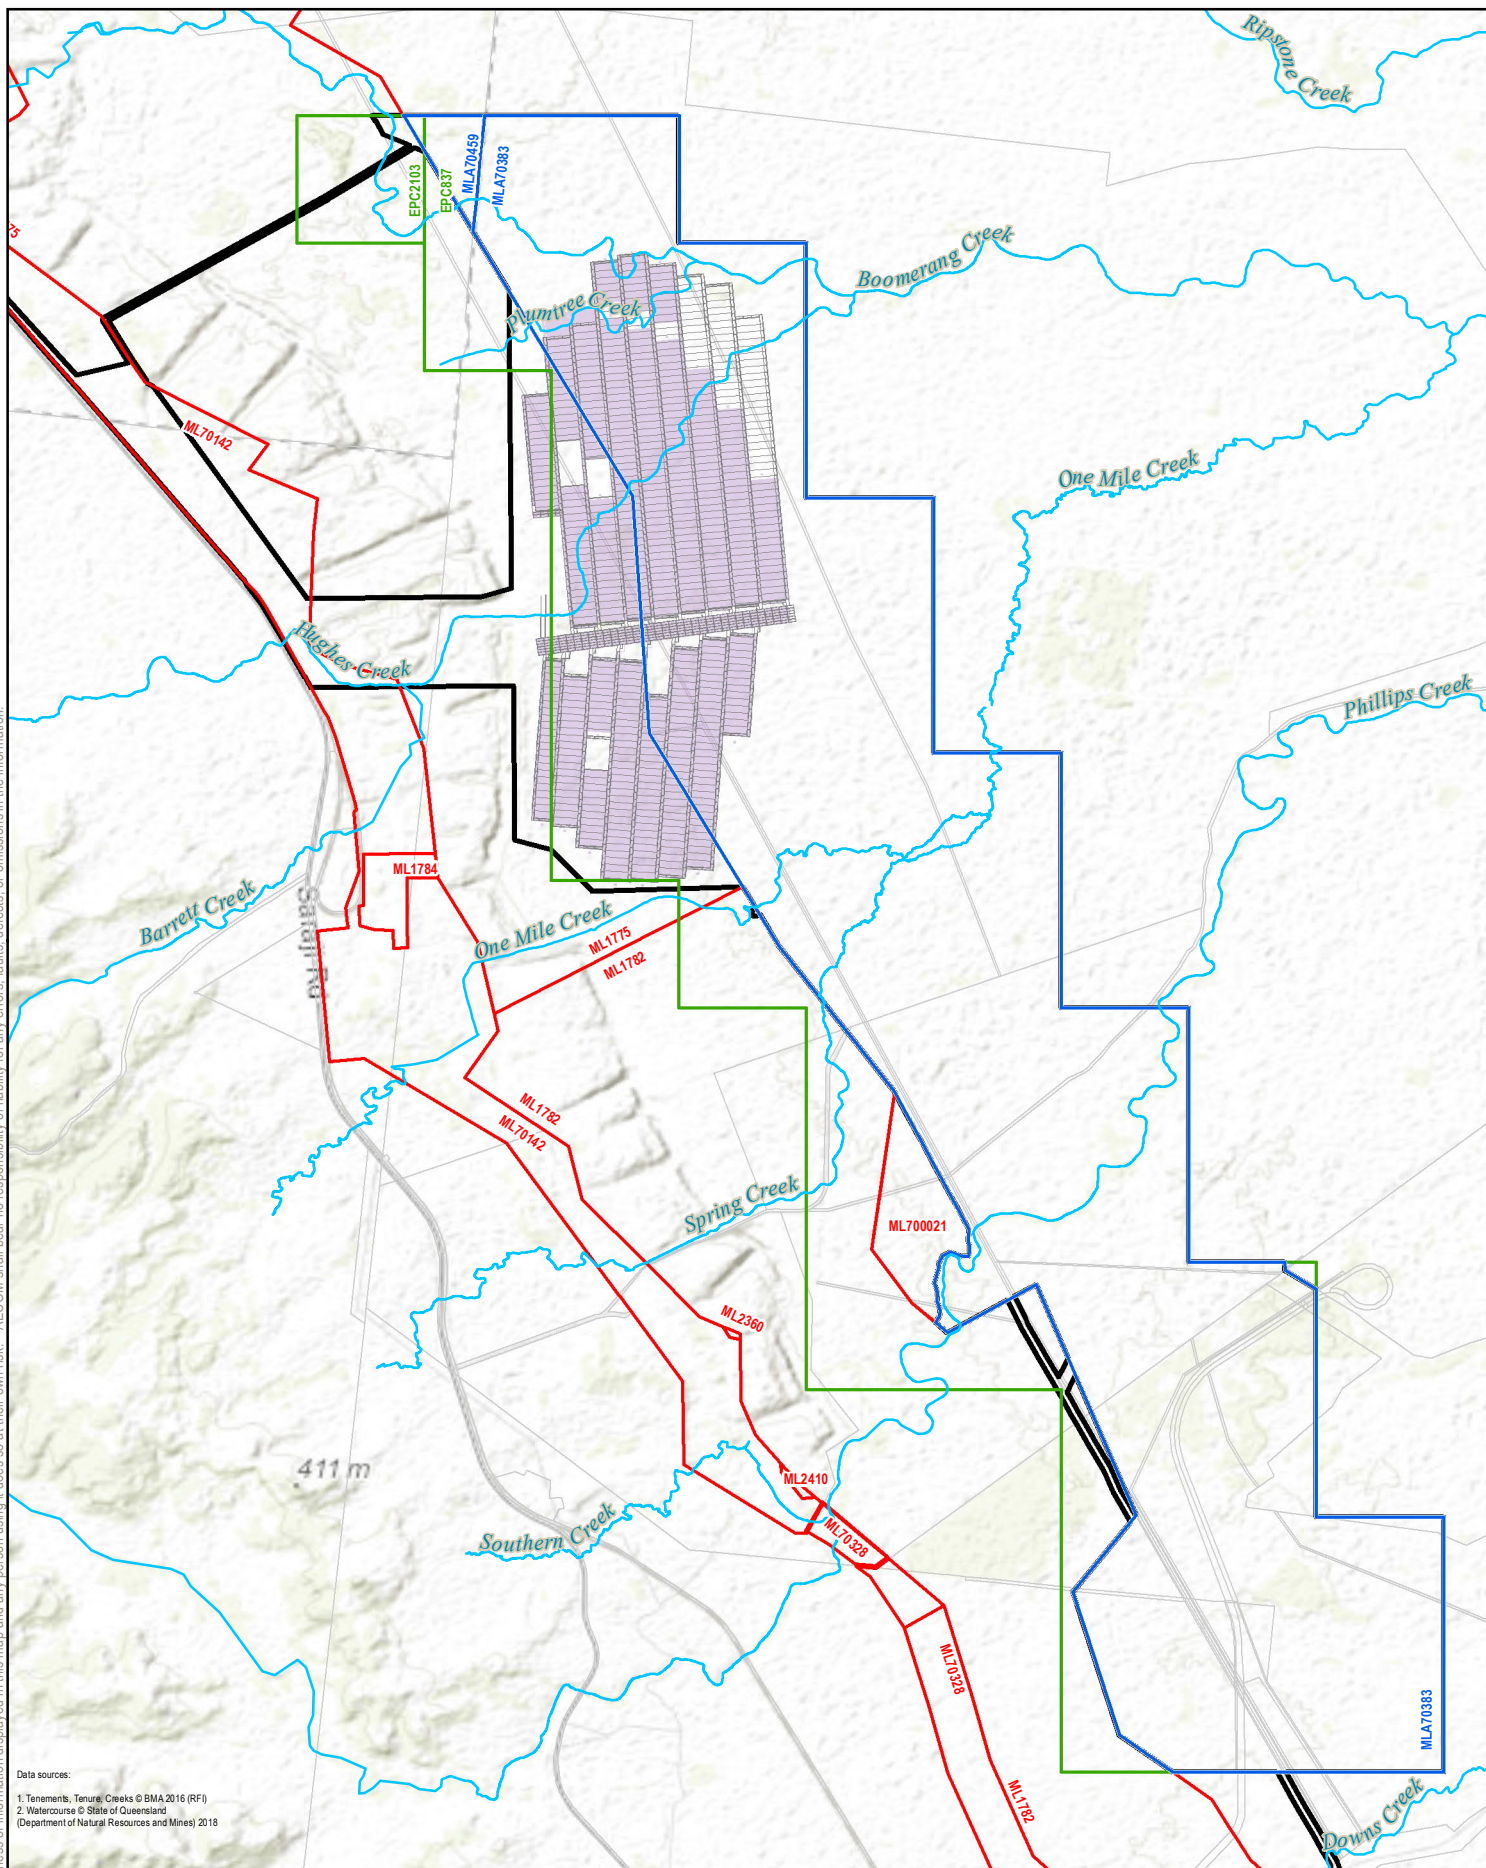 Ripstone Creek
EPC2103
EPC837
MLA70459
MLA70383
75
Boomerang Creek
Plumtree Creek
ML70142
One Mile Creek
Hughes Creek
Phillips Creek
ML1784
Barrett Creek
Saraji Rd
One Mile Creek
ML1775
ML1782
ML1782
ML70142
Spring Creek
ML700021
ML2360
411 m
ML2410
ML70328
Southern Creek
ML70328
MLA70383
ML1782
Downs Creek
Data sources:
1. Tenements, Tenure, Creeks © BMA 2016 (RFI)
2. Watercourse © State of Queensland
(Department of Natural Resources and Mines) 2018